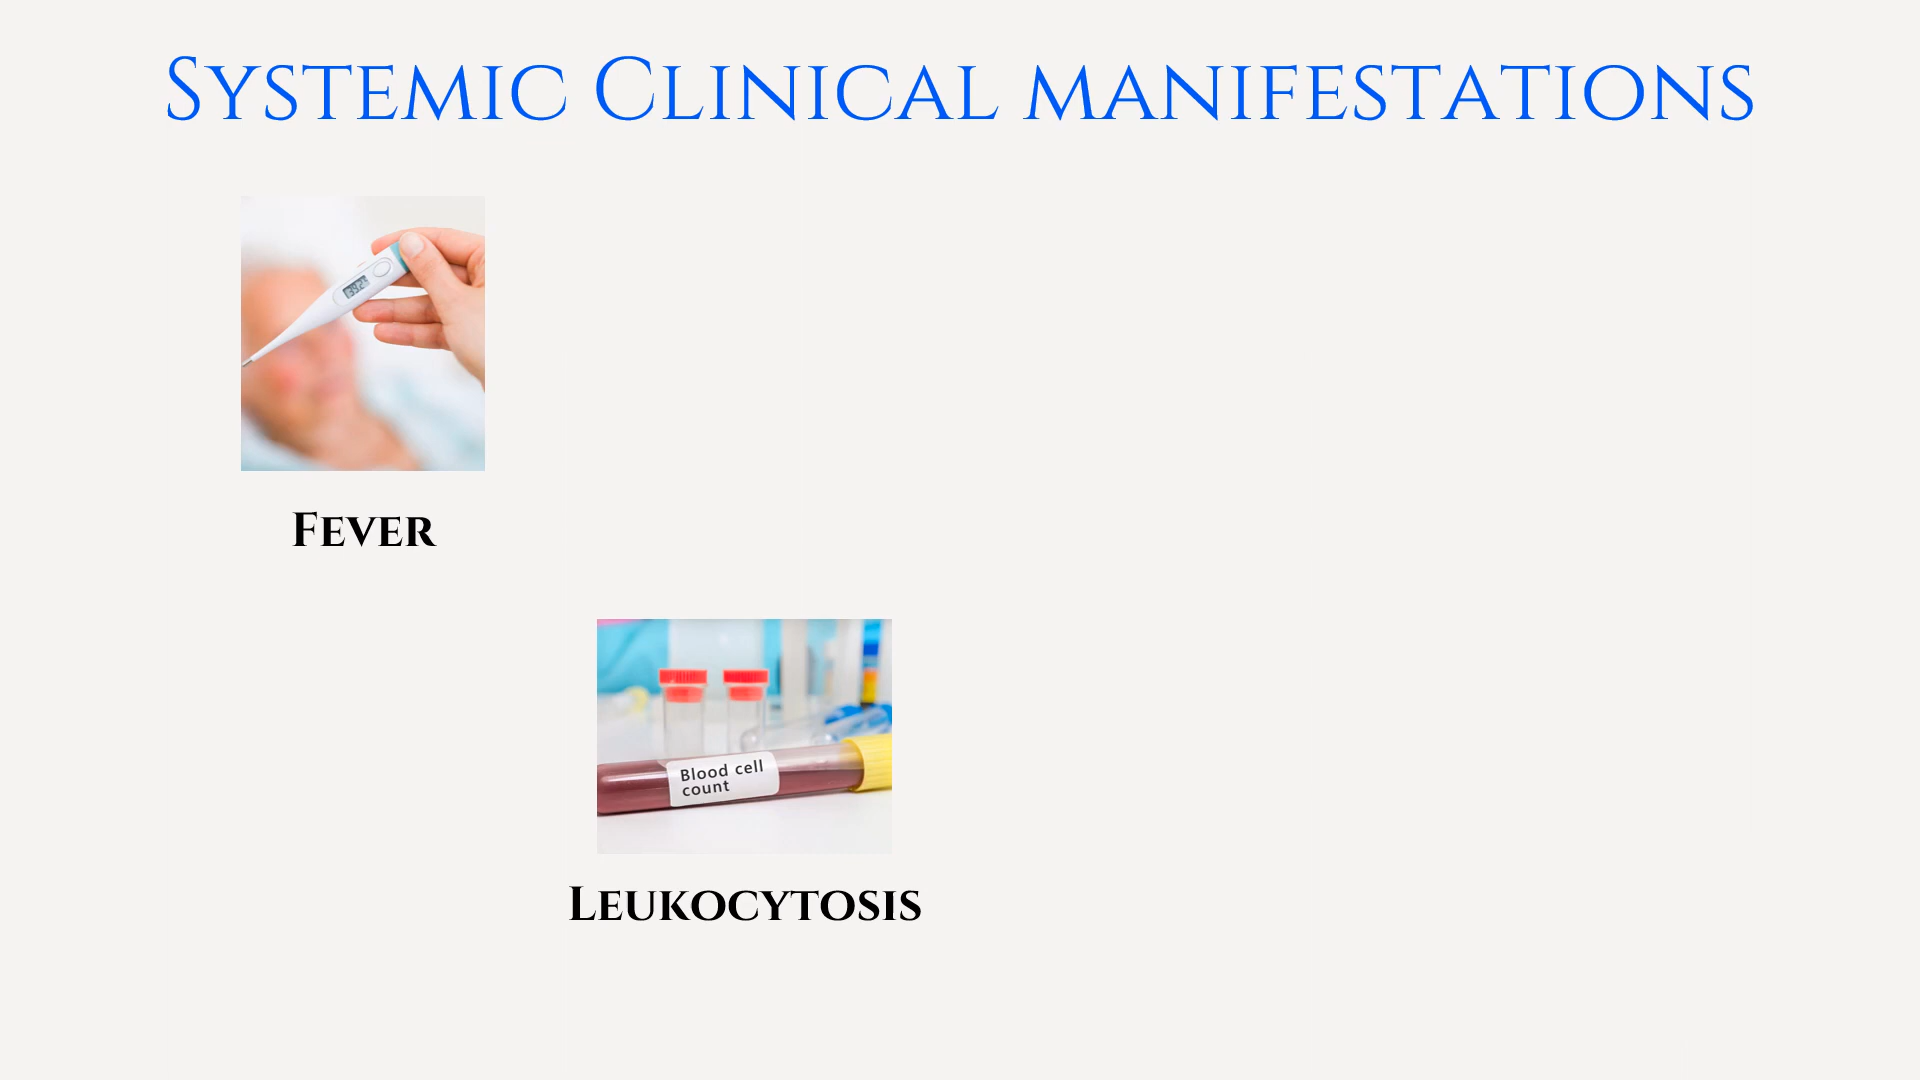 Systemic Clinical manifestations
Fever
Blood cell
count
Leukocytosis